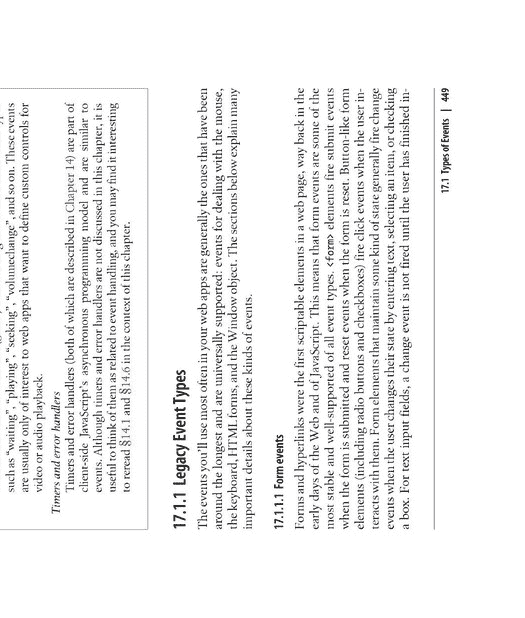 such as “waiting”, “playing”, “seeking”, “volumechange”, and so on. These events
are usually only of interest to web apps that want to define custom controls for
video or audio playback.
Timers and error handlers
Timers and error handlers (both of which are described in Chapter 14) are part of
client-side JavaScript’s asynchronous programming model and are similar to
events. Although timers and error handlers are not discussed in this chapter, it is
useful to think of them as related to event handling, and you may find it interesting
to reread §14.1 and §14.6 in the context of this chapter.
17.1.1 Legacy Event Types
The events you’ll use most often in your web apps are generally the ones that have been
around the longest and are universally supported: events for dealing with the mouse,
the keyboard, HTML forms, and the Window object. The sections below explain many
important details about these kinds of events.
17.1.1.1 Form events
Forms and hyperlinks were the first scriptable elements in a web page, way back in the
early days of the Web and of JavaScript. This means that form events are some of the
most stable and well-supported of all event types. <form> elements fire submit events
when the form is submitted and reset events when the form is reset. Button-like form
elements (including radio buttons and checkboxes) fire click events when the user in-
teracts with them. Form elements that maintain some kind of state generally fire change
events when the user changes their state by entering text, selecting an item, or checking
a box. For text input fields, a change event is not fired until the user has finished in-
17.1 Types of Events | 449